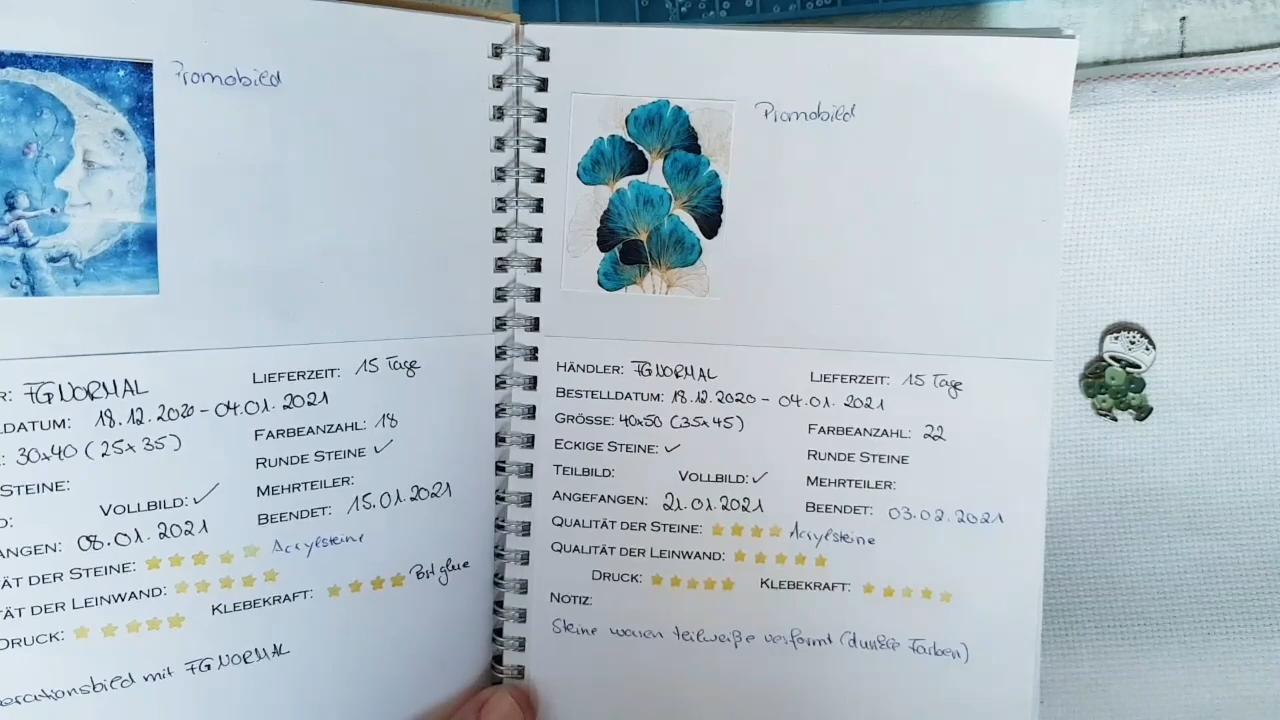 Promobild
R: FGNORMAL LIEFERZEIT: 15 Tage
LDATUM: 18.12.2020 - 04.01.2021
: 30x40 (25x35) FARBEANZAHL: 18
STEINE: RUNDE STEINE ✓
D: VOLLBILD: ✓ MEHRTEILER:
ANGEN: 08.01.2021 BEENDET: 15.01.2021
ÄT DER STEINE: Acrylsteine
TÄT DER LEINWAND:
DRUCK: KLEBEKRAFT:
erationsbild mit FGNORMAL
Promobild
HÄNDLER: FGNORMAL LIEFERZEIT: 15 Tage
BESTELLDATUM: 18.12.2020 - 04.01.2021
GRÖSSE: 40x50 (35x45) FARBEANZAHL: 22
ECKIGE STEINE: ✓ RUNDE STEINE
TEILBILD: VOLLBILD: ✓ MEHRTEILER:
ANGEFANGEN: 21.01.2021 BEENDET: 03.02.2021
QUALITÄT DER STEINE: Acrylsteine
QUALITÄT DER LEINWAND:
DRUCK: KLEBEKRAFT:
NOTIZ:
Steine waren teilweiße verformt (dunkle Farben)